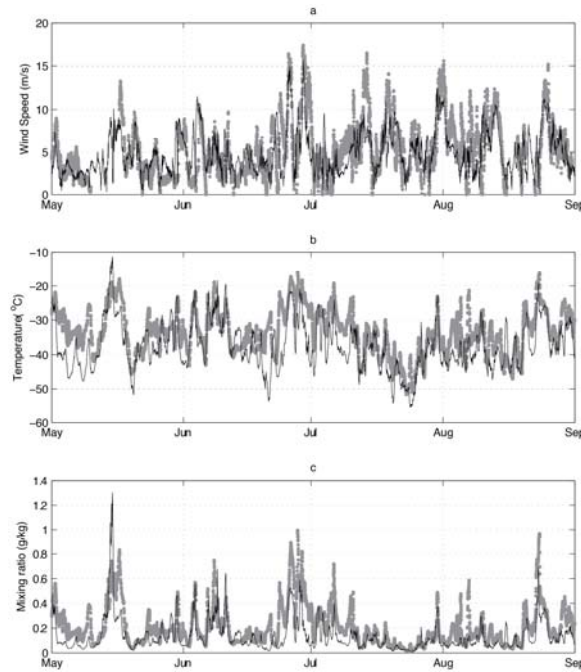 a
20
15
10
5
0
Wind Speed (m/s)
May Jun Jul Aug Sep
b
-10
-20
-30
-40
-50
-60
Temperature(°C)
May Jun Jul Aug Sep
c
1.4
1.2
1
0.8
0.6
0.4
0.2
0
Mixing ratio (g/kg)
May Jun Jul Aug Sep